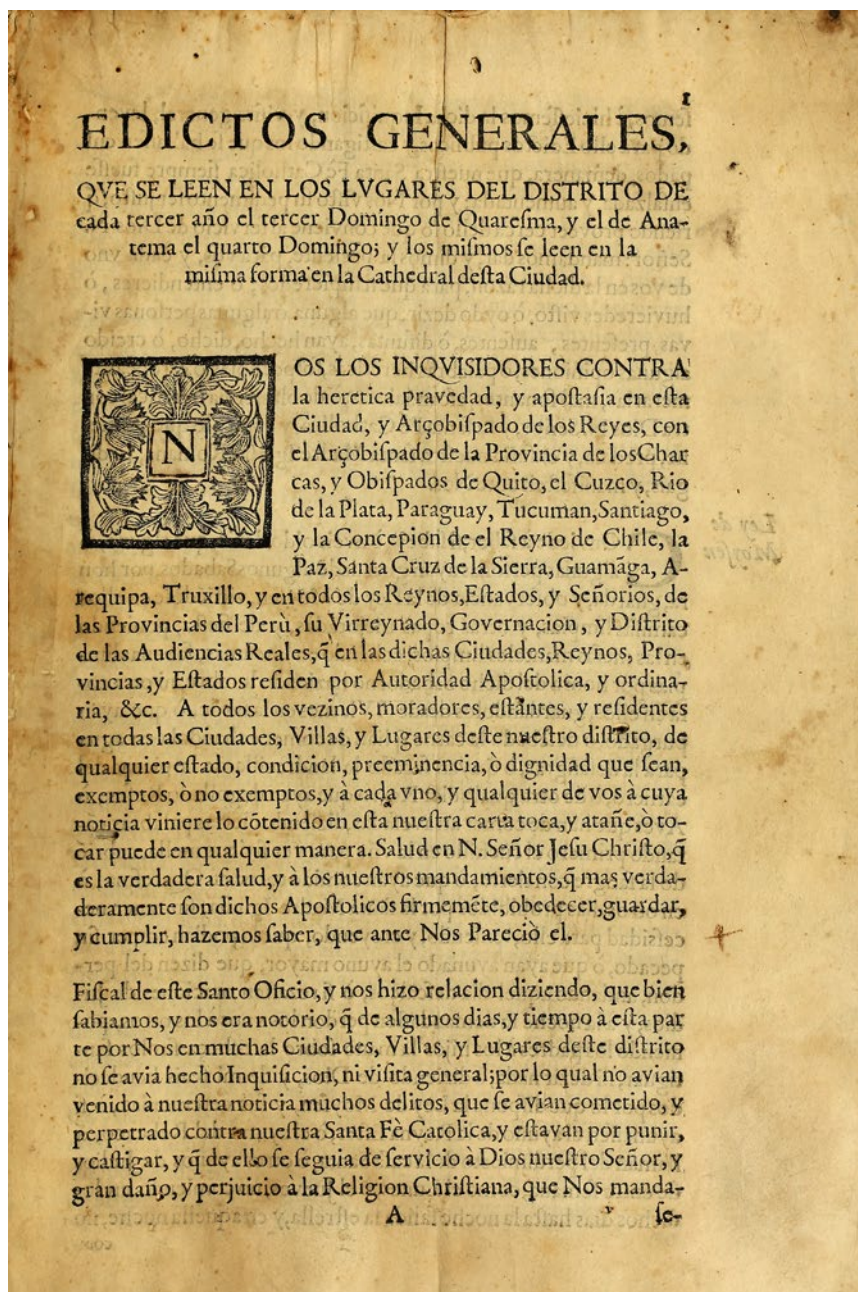 1
EDICTOS GENERALES,
QVE SE LEEN EN LOS LVGARES DEL DISTRITO DE
cada tercer año el tercer Domingo de Quareſma, y el de Ana-
tema el quarto Domingo; y los miſmos ſe leen en la
miſma forma en la Cathedral deſta Ciudad.
NOS LOS INQVISIDORES CONTRA
la heretica pravedad, y apoſtaſia en eſta
Ciudad, y Arçobiſpado de los Reyes, con
el Arçobiſpado de la Provincia de los Char
cas, y Obiſpados de Quito, el Cuzco, Rio
de la Plata, Paraguay, Tucuman, Santiago,
y la Concepion de el Reyno de Chile, la
Paz, Santa Cruz de la Sierra, Guamãga, A-
requipa, Truxillo, y en todos los Reynos, Eſtados, y Señorios, de
las Provincias del Perù, ſu Virreynado, Governacion, y Diſtrito
de las Audiencias Reales, q̃ en las dichas Ciudades, Reynos, Pro-
vincias, y Eſtados reſiden por Autoridad Apoſtolica, y ordina-
ria, &c. A todos los vezinos, moradores, eſtantes, y reſidentes
en todas las Ciudades, Villas, y Lugares deſte nueſtro diſtrito, de
qualquier eſtado, condicion, preeminencia, ò dignidad que ſean,
exemptos, ò no exemptos, y à cada vno, y qualquier de vos à cuya
noticia viniere lo cõtenido en eſta nueſtra carta toca, y atañe, ò to-
car puede en qualquier manera. Salud en N. Señor Jeſu Chriſto, q̃
es la verdadera ſalud, y à los nueſtros mandamientos, q̃ mas verda-
deramente ſon dichos Apoſtolicos firmemẽte, obedecer, guardar,
y cumplir, hazemos ſaber, que ante Nos Pareciò el.
Fiſcal de eſte Santo Oficio, y nos hizo relacion diziendo, que bien
ſabiamos, y nos era notorio, q̃ de algunos dias, y tiempo à eſta par
te por Nos en muchas Ciudades, Villas, y Lugares deſte diſtrito
no ſe avia hecho Inquiſicion, ni viſita general; por lo qual no avian
venido à nueſtra noticia muchos delitos, que ſe avian cometido, y
perpetrado contra nueſtra Santa Fè Catolica, y eſtavan por punir,
y caſtigar, y q̃ de ello ſe ſeguia de ſervicio à Dios nueſtro Señor, y
gran daño, y perjuicio à la Religion Chriſtiana, que Nos manda-
A ſe-